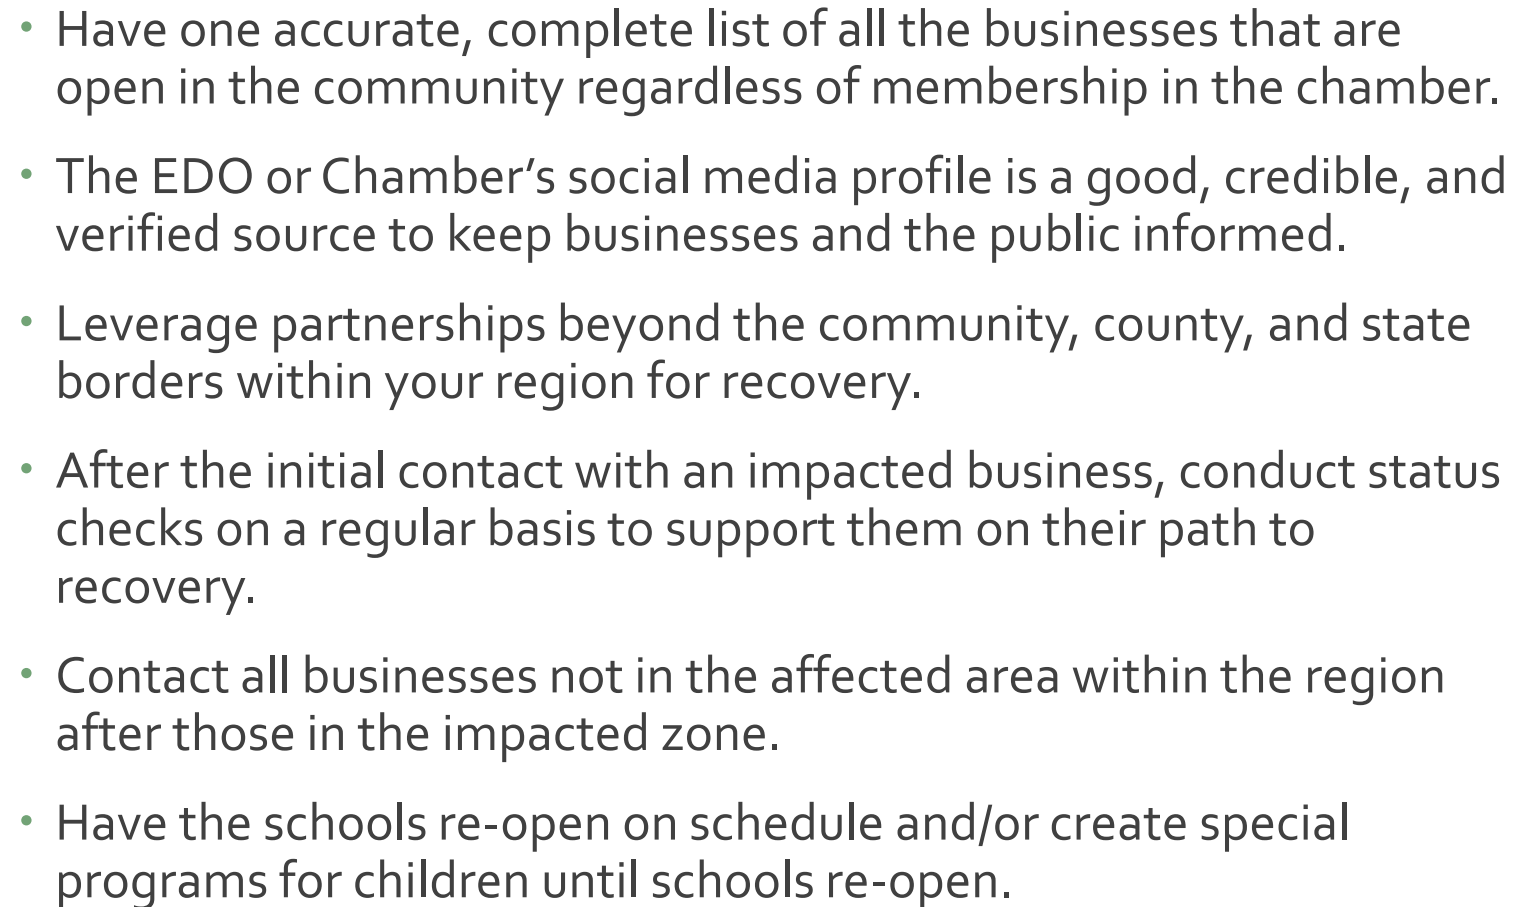 • Have one accurate, complete list of all the businesses that are
open in the community regardless of membership in the chamber.
• The EDO or Chamber’s social media profile is a good, credible, and
verified source to keep businesses and the public informed.
• Leverage partnerships beyond the community, county, and state
borders within your region for recovery.
• After the initial contact with an impacted business, conduct status
checks on a regular basis to support them on their path to
recovery.
• Contact all businesses not in the affected area within the region
after those in the impacted zone.
• Have the schools re-open on schedule and/or create special
programs for children until schools re-open.